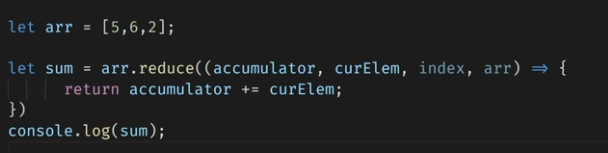 let arr = [5,6,2];
let sum = arr.reduce((accumulator, curElem, index, arr) => {
return accumulator += curElem;
})
console.log(sum);